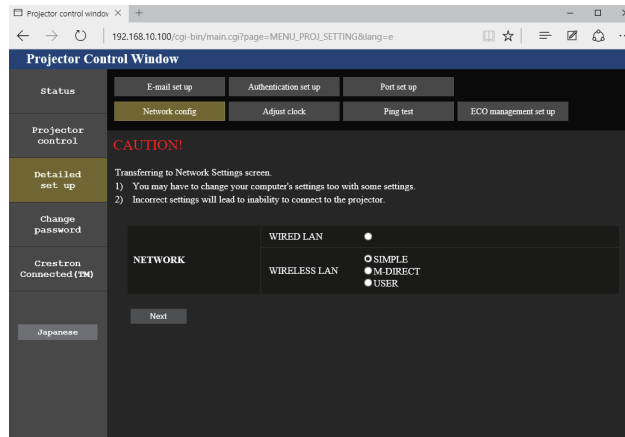 Projector control window
192.168.10.100/cgi-bin/main.cgi?page=MENU_PROJ_SETTING&lang=e
Projector Control Window
Status
E-mail set up
Authentication set up
Port set up
Network config
Adjust clock
Ping test
ECO management set up
Projector
control
CAUTION!
Detailed
set up
Transferring to Network Settings screen.
1) You may have to change your computer's settings too with some settings.
2) Incorrect settings will lead to inability to connect to the projector.
Change
password
WIRED LAN
NETWORK
WIRELESS LAN
SIMPLE
M-DIRECT
USER
Crestron
Connected(TM)
Next
Japanese